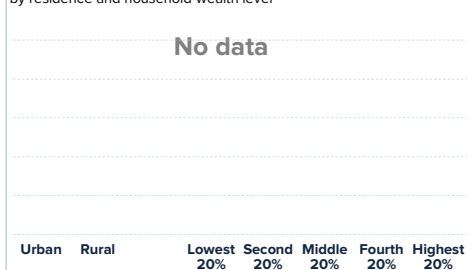 by residence and household wealth level
No data
Urban Rural Lowest Second Middle Fourth Highest
20% 20% 20% 20% 20%